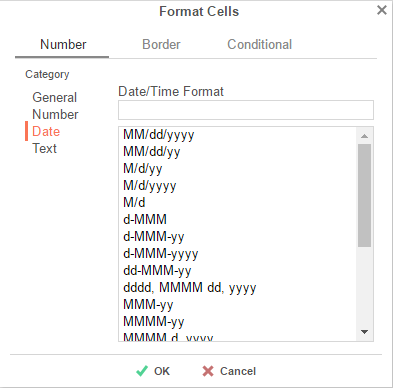 Format Cells
Number Border Conditional
Category
General
Number
Date
Text
Date/Time Format
MM/dd/yyyy
MM/dd/yy
M/d/yy
M/d/yyyy
M/d
d-MMM
d-MMM-yy
d-MMM-yyyy
dd-MMM-yy
dddd, MMMM dd, yyyy
MMM-yy
MMMM-yy
MMMM d, yyyy
OK Cancel